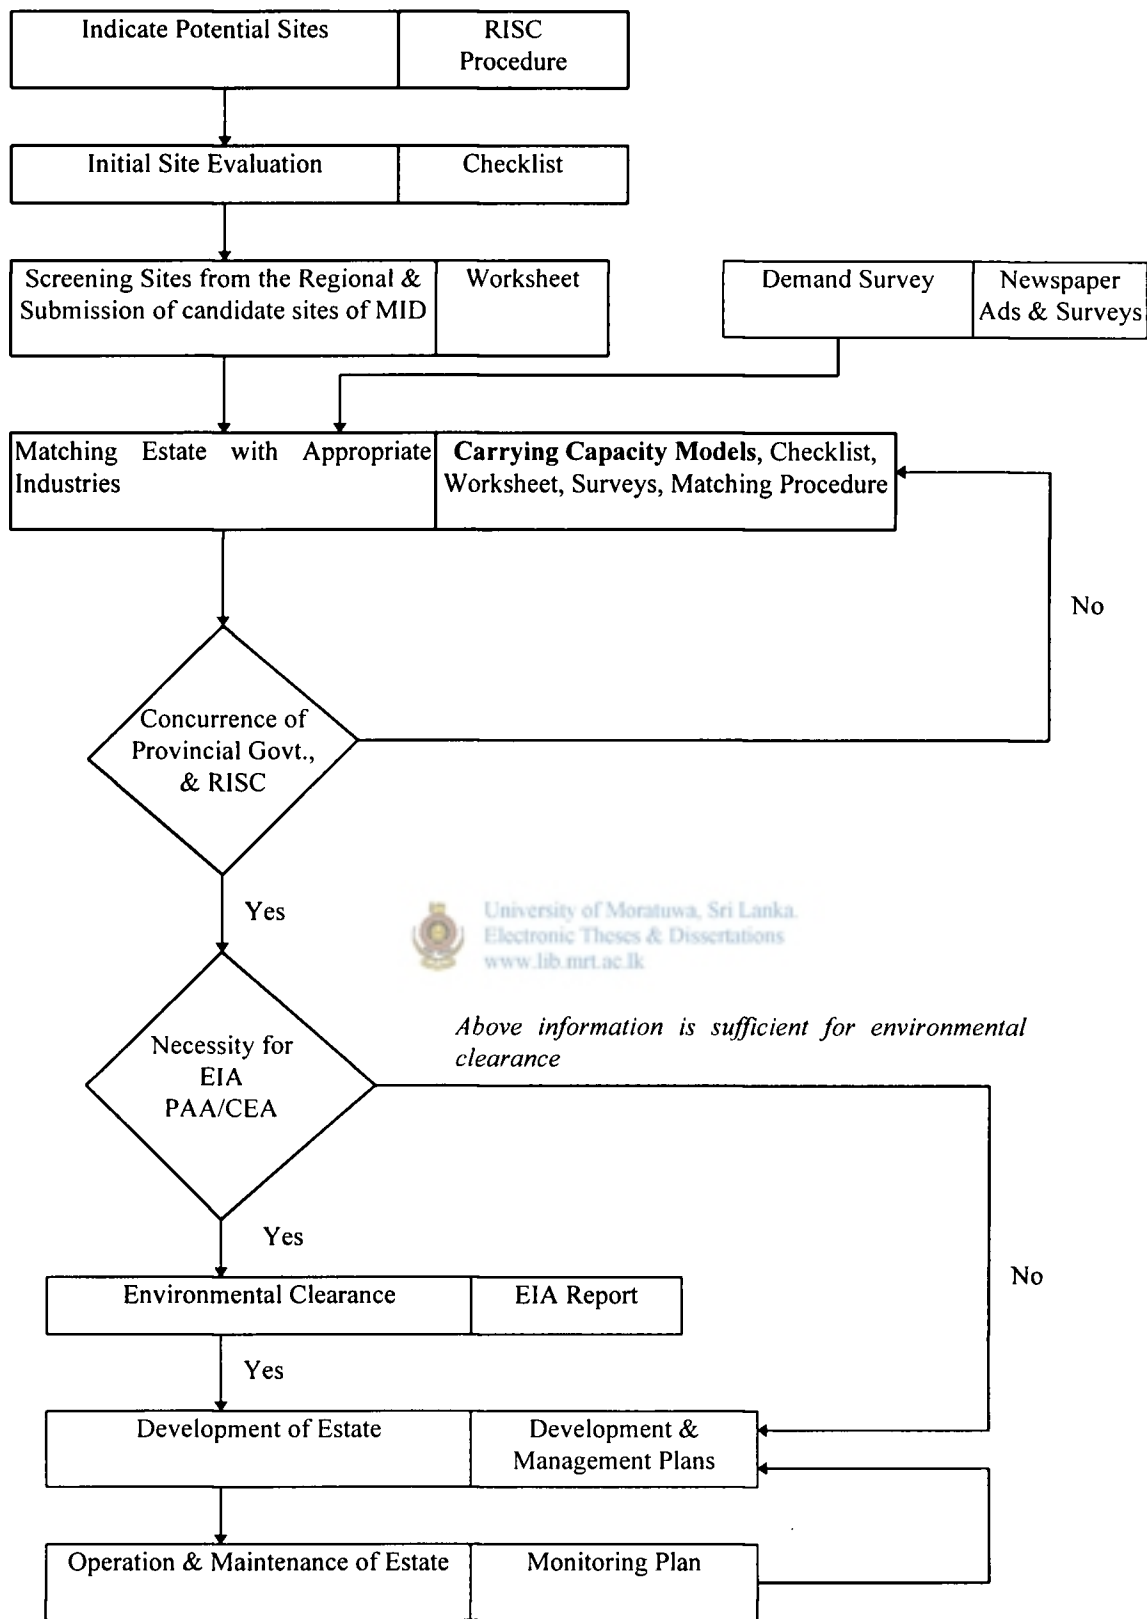 Indicate Potential Sites
RISC
Procedure
Initial Site Evaluation
Checklist
Screening Sites from the Regional &
Submission of candidate sites of MID
Worksheet
Demand Survey
Newspaper
Ads & Surveys
Matching Estate with Appropriate
Industries
Carrying Capacity Models, Checklist,
Worksheet, Surveys, Matching Procedure
No
Concurrence of
Provincial Govt.,
& RISC
Yes
University of Moratuwa, Sri Lanka.
Electronic Theses & Dissertations
www.lib.mrt.ac.lk
Above information is sufficient for environmental
clearance
Necessity for
EIA
PAA/CEA
Yes
No
Environmental Clearance
EIA Report
Yes
Development of Estate
Development &
Management Plans
Operation & Maintenance of Estate
Monitoring Plan